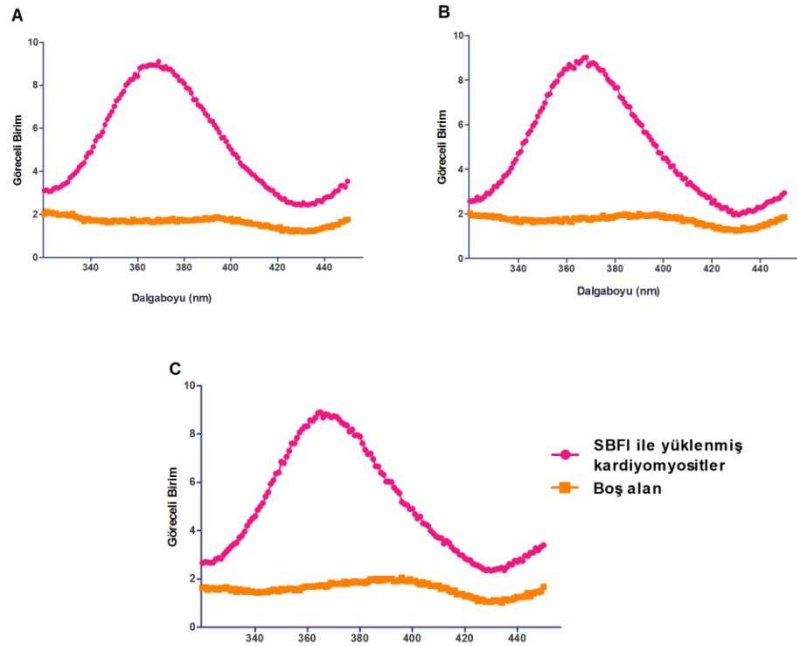 A
Göreceli Birim
10
8
6
4
2
0
340 360 380 400 420 440
Dalgaboyu (nm)
B
Göreceli Birim
10
8
6
4
2
0
340 360 380 400 420 440
Dalgaboyu (nm)
C
Göreceli Birim
10
8
6
4
2
0
340 360 380 400 420 440
SBFI ile yüklenmiş
kardiyomyositler
Boş alan